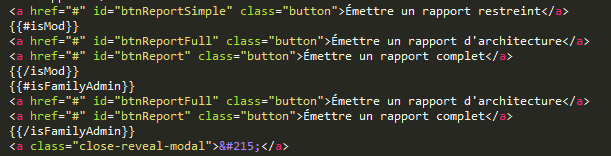 <a href="#" id="btnReportSimple" class="button">Émettre un rapport restreint</a>
{{#isMod}}
<a href="#" id="btnReportFull" class="button">Émettre un rapport d'architecture</a>
<a href="#" id="btnReport" class="button">Émettre un rapport complet</a>
{{/isMod}}
{{#isFamilyAdmin}}
<a href="#" id="btnReportFull" class="button">Émettre un rapport d'architecture</a>
<a href="#" id="btnReport" class="button">Émettre un rapport complet</a>
{{/isFamilyAdmin}}
<a class="close-reveal-modal">&#215;</a>